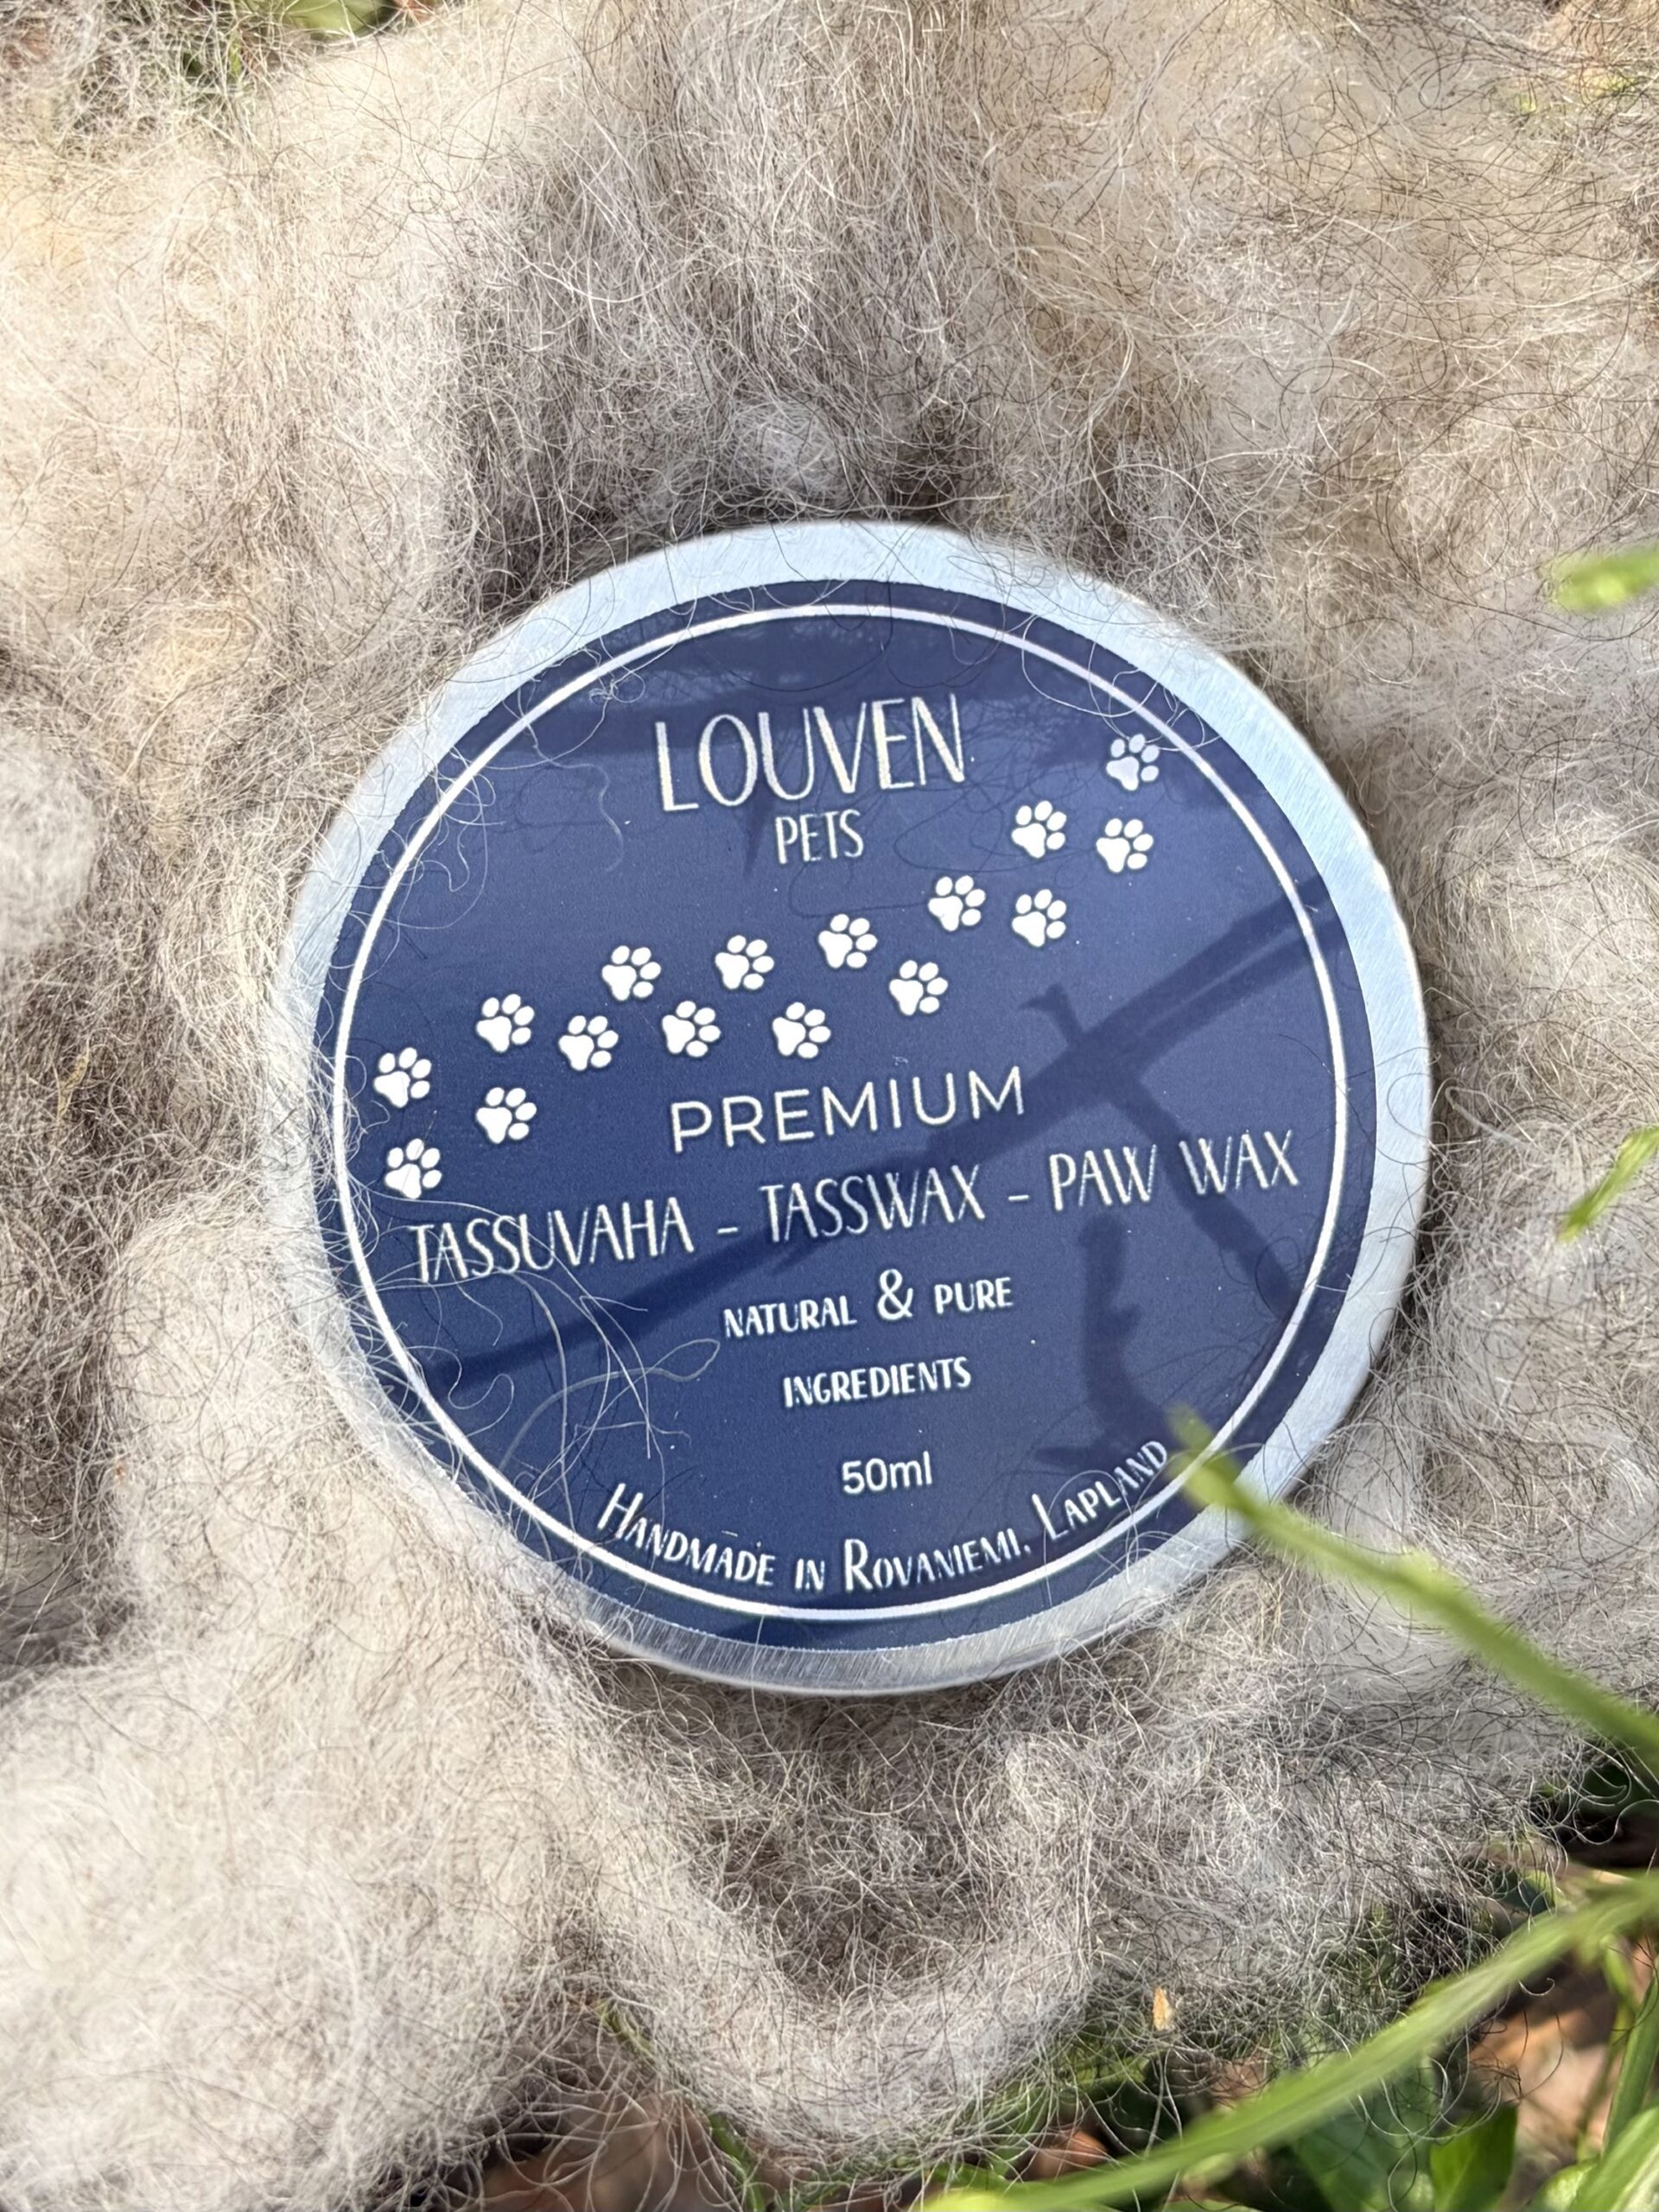 LOUVEN
PETS
PREMIUM
TASSUVAHA - TASSWAX - PAW WAX
NATURAL & PURE
INGREDIENTS
50ml
HANDMADE IN ROVANIEMI, LAPLAND